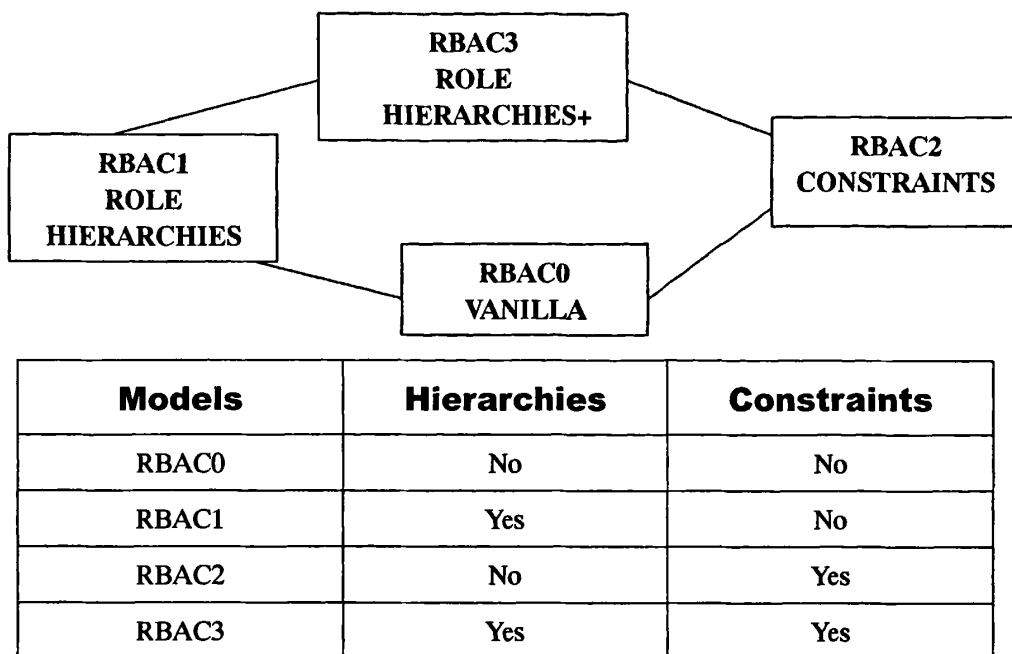 RBAC3
ROLE
HIERARCHIES+
RBAC1
ROLE
HIERARCHIES
RBAC2
CONSTRAINTS
RBAC0
VANILLA
Models Hierarchies Constraints
RBAC0 No No
RBAC1 Yes No
RBAC2 No Yes
RBAC3 Yes Yes